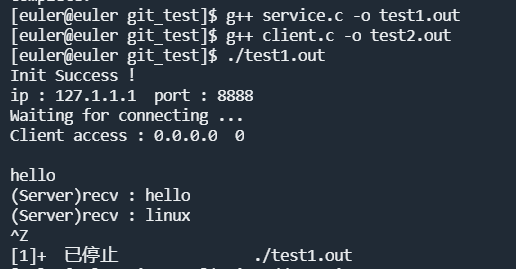 [euler@euler git_test]$ g++ service.c -o test1.out
[euler@euler git_test]$ g++ client.c -o test2.out
[euler@euler git_test]$ ./test1.out
Init Success !
ip : 127.1.1.1  port : 8888
Waiting for connecting ...
Client access : 0.0.0.0  0

hello
(Server)recv : hello
(Server)recv : linux
^Z
[1]+  已停止               ./test1.out